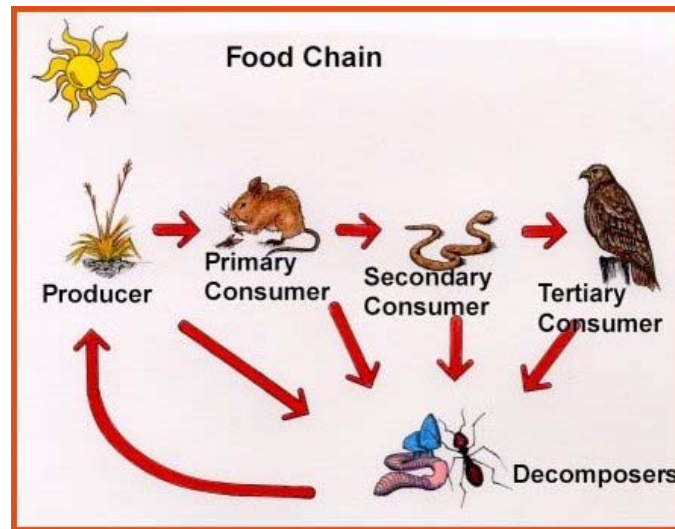 Food Chain
Producer
Primary
Consumer
Secondary
Consumer
Tertiary
Consumer
Decomposers